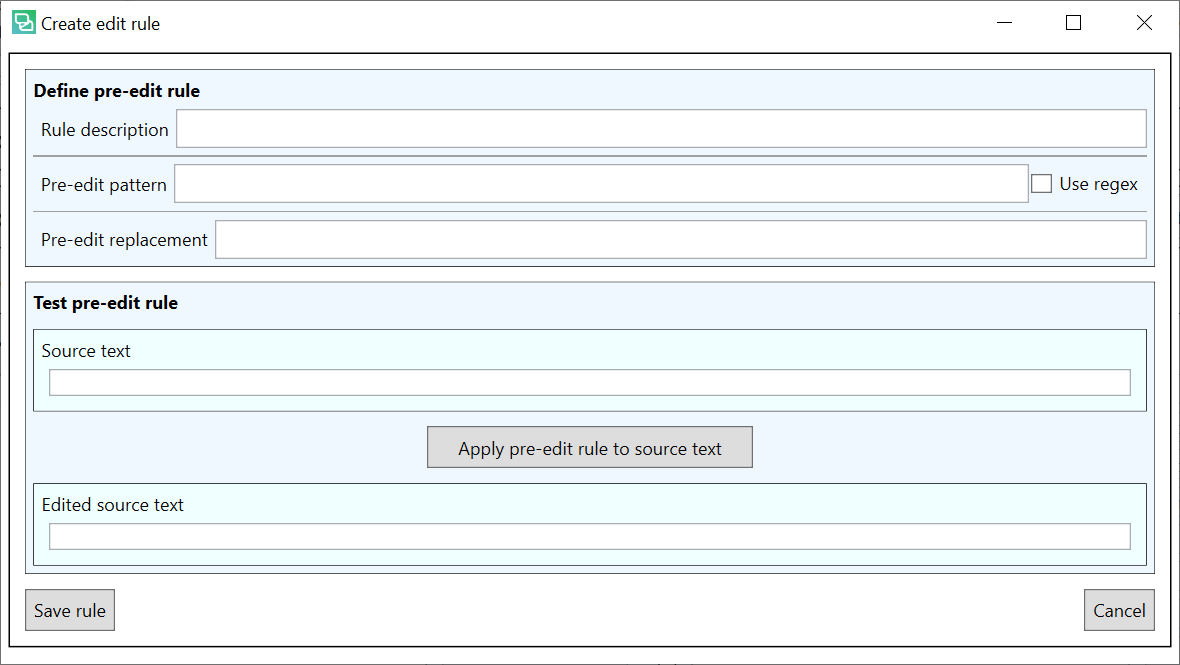 Create edit rule
Define pre-edit rule
Rule description
Pre-edit pattern
Use regex
Pre-edit replacement
Test pre-edit rule
Source text
Apply pre-edit rule to source text
Edited source text
Save rule
Cancel